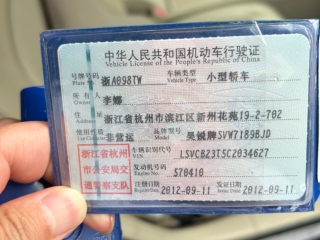 中华人民共和国机动车行驶证
Vehicle License of the People's Republic of China
号牌号码 浙A098TW 车辆类型 小型轿车
Plate No. Vehicle Type
所有人 李娜
Owner
住址 浙江省杭州市滨江区新州花苑19-2-702
Address
使用性质 非营运 品牌型号 昊锐牌SVW7189BJD
Use Character Model
浙江省杭州市公安局交通警察支队
车辆识别代号 LSVCB23T5C2034627
VIN
发动机号码 570410
Engine No.
注册日期 2012-09-11 发证日期 2012-09-11
Register Date Issue Date